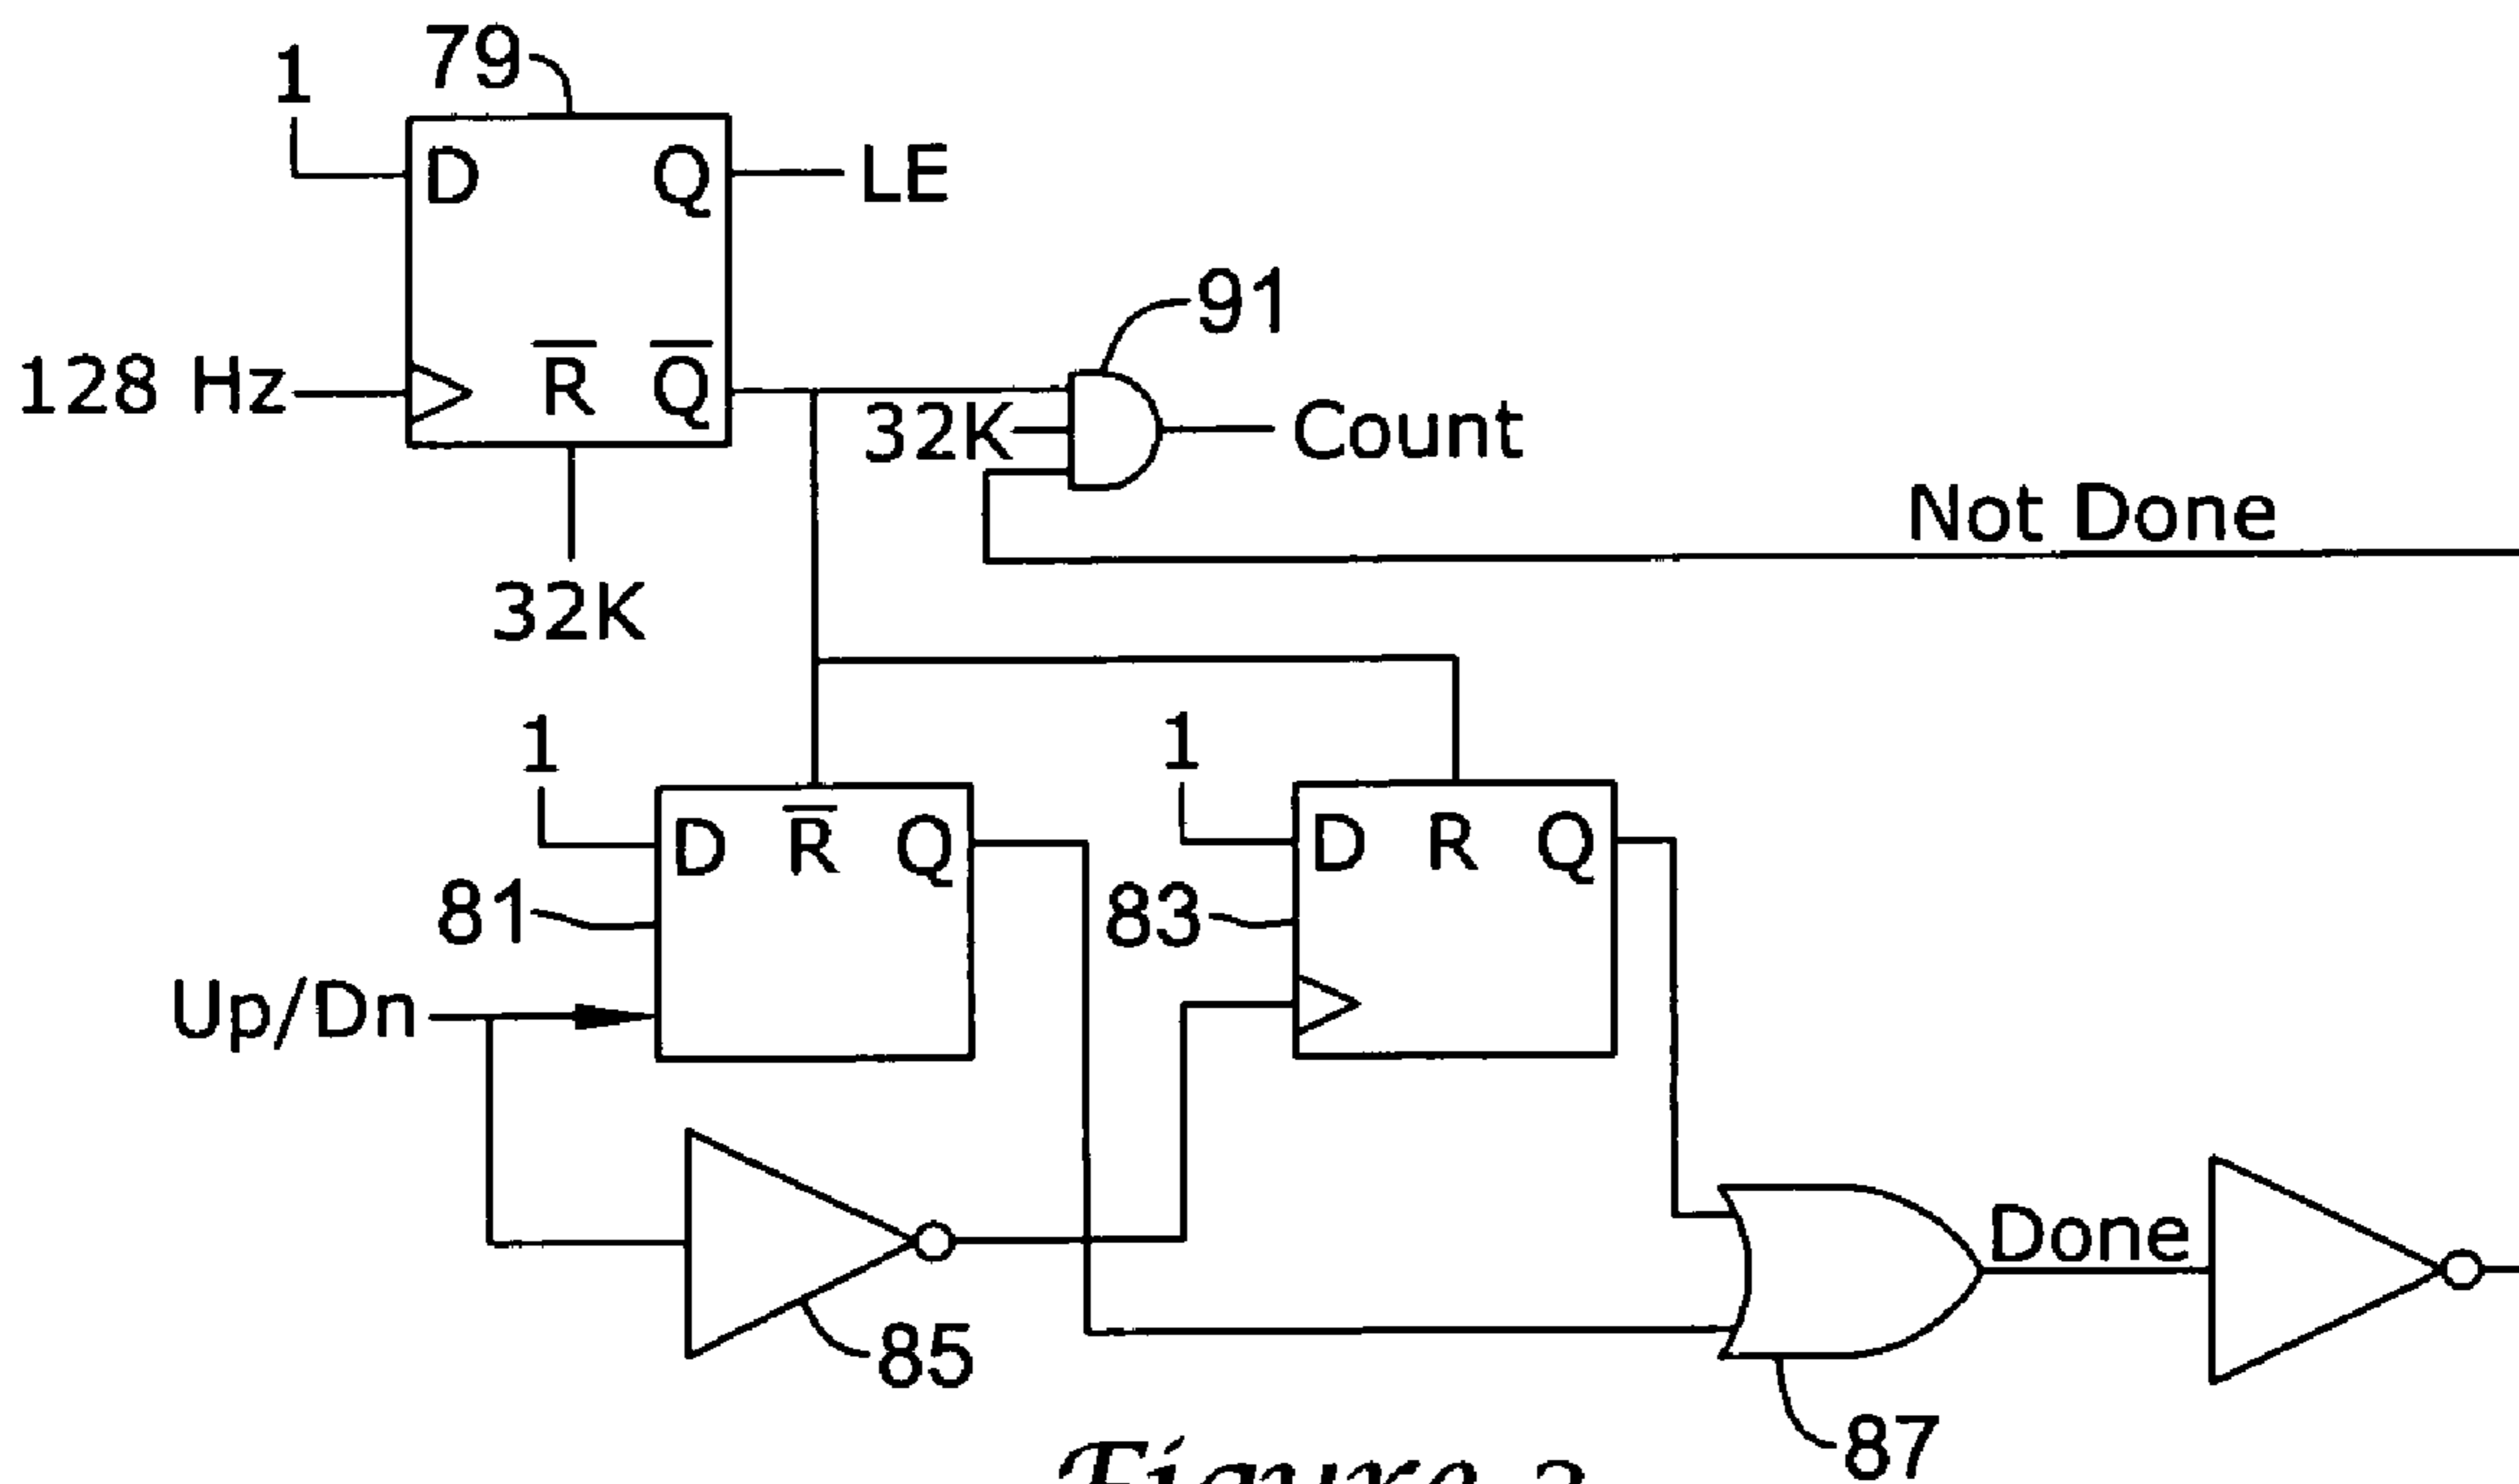 79
1
D
Q
LE
91
128 Hz
R̅
Q̅
32K
Count
Not Done
32K
1
1
D
R̅
Q
D
R
Q
81
83
Up/Dn
Done
85
87
Figure